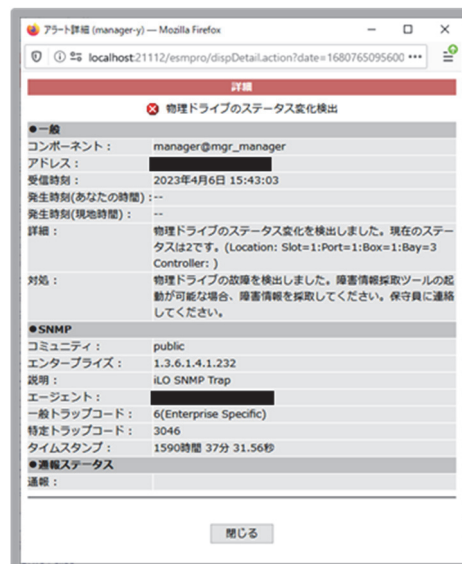 アラート詳細 (manager-y) — Mozilla Firefox
localhost:21112/esmpro/dispDetail.action?date=1680765095600 •••
詳細
物理ドライブのステータス変化検出
●一般
コンポーネント： manager@mgr_manager
アドレス：
受信時刻： 2023年4月6日 15:43:03
発生時刻(あなたの時間)： --
発生時刻(現地時間)： --
詳細： 物理ドライブのステータス変化を検出しました。現在のステー
タスは2です。(Location: Slot=1:Port=1:Box=1:Bay=3
Controller: )
対処： 物理ドライブの故障を検出しました。障害情報採取ツールの起
動が可能な場合、障害情報を採取してください。保守員に連絡
してください。
●SNMP
コミュニティ： public
エンタープライズ： 1.3.6.1.4.1.232
説明： iLO SNMP Trap
エージェント：
一般トラップコード： 6(Enterprise Specific)
特定トラップコード： 3046
タイムスタンプ： 1590時間 37分 31.56秒
●通報ステータス
通報：
閉じる